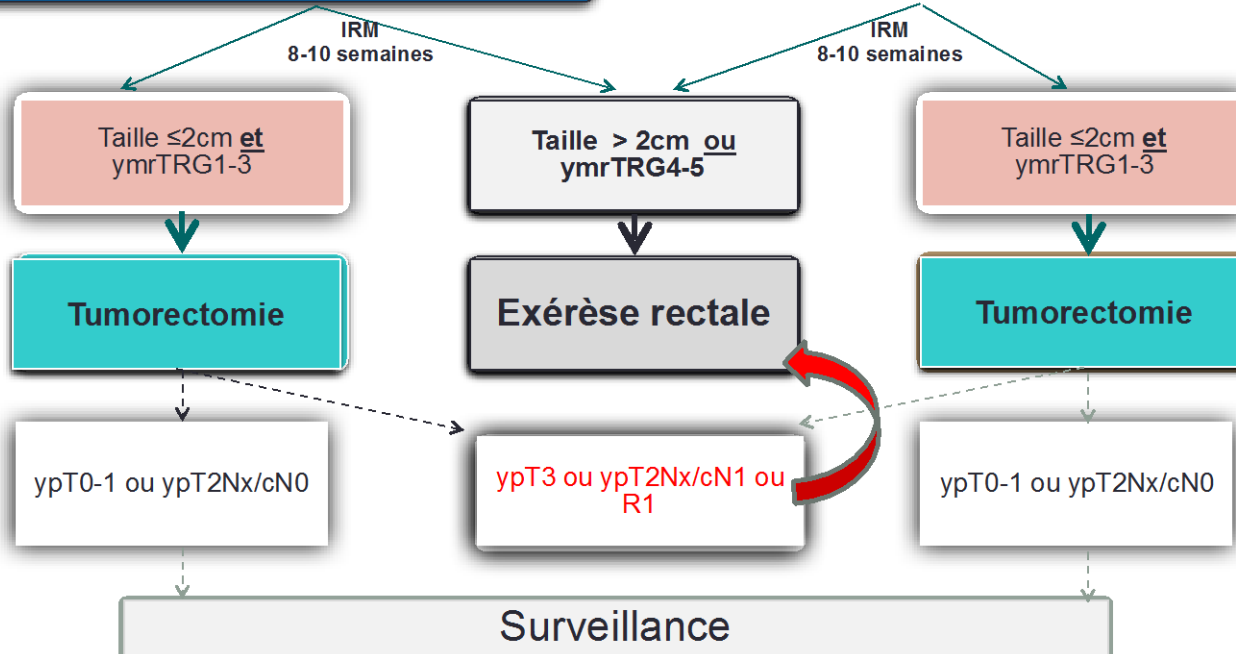 IRM
8-10 semaines
IRM
8-10 semaines
Taille ≤2cm et
ymrTRG1-3
Taille > 2cm ou
ymrTRG4-5
Taille ≤2cm et
ymrTRG1-3
Tumorectomie
Exérèse rectale
Tumorectomie
ypT0-1 ou ypT2Nx/cN0
ypT3 ou ypT2Nx/cN1 ou
R1
ypT0-1 ou ypT2Nx/cN0
Surveillance